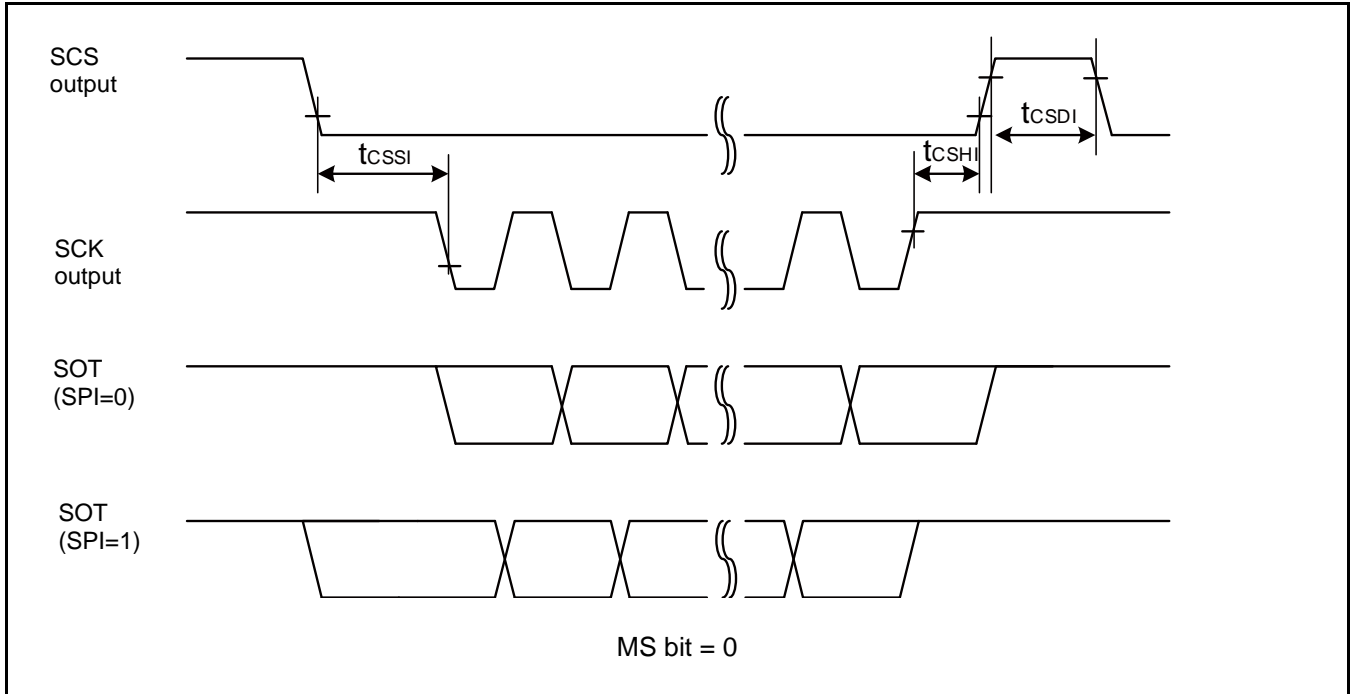 SCS
output
tCSDI
tCSSI
tCSHI
SCK
output
SOT
(SPI=0)
SOT
(SPI=1)
MS bit = 0